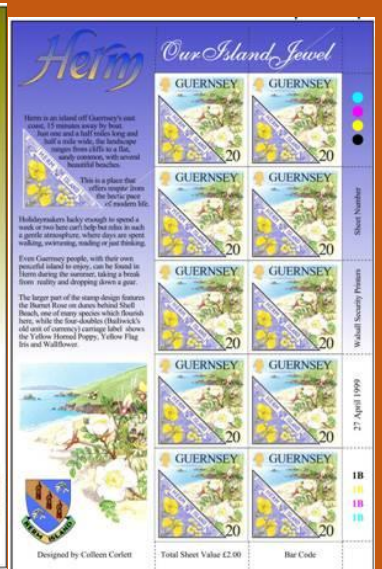 Herm
Our Island Jewel
Herm is an island off Guernsey's east
coast, 15 minutes away by boat.
Just one and a half miles long and
half a mile wide, the landscape
ranges from cliffs to a flat,
sandy common, with several
beautiful beaches.
This is a place that
offers respite from
the hectic pace
of modern life.
Holidaymakers lucky enough to spend a
week or two here can't help but relax in such
a gentle atmosphere, where days are spent
walking, swimming, reading or just thinking.
Even Guernsey people, with their own
peaceful island to enjoy, can be found in
Herm during the summer, taking a break
from reality and dropping down a gear.
The larger part of the stamp design features
the Burnet Rose on dunes behind Shell
Beach, one of many species which flourish
here, while the four-doubles (Bailiwick's
old unit of currency) carriage label shows
the Yellow Horned Poppy, Yellow Flag
Iris and Wallflower.
HERM ISLAND
Designed by Colleen Corlett
GUERNSEY
20
GUERNSEY
20
GUERNSEY
20
GUERNSEY
20
GUERNSEY
20
GUERNSEY
20
GUERNSEY
20
GUERNSEY
20
GUERNSEY
20
GUERNSEY
20
Total Sheet Value £2.00
Bar Code
Sheet Number
Walsall Security Printers
27 April 1999
1B
1B
1B
1B